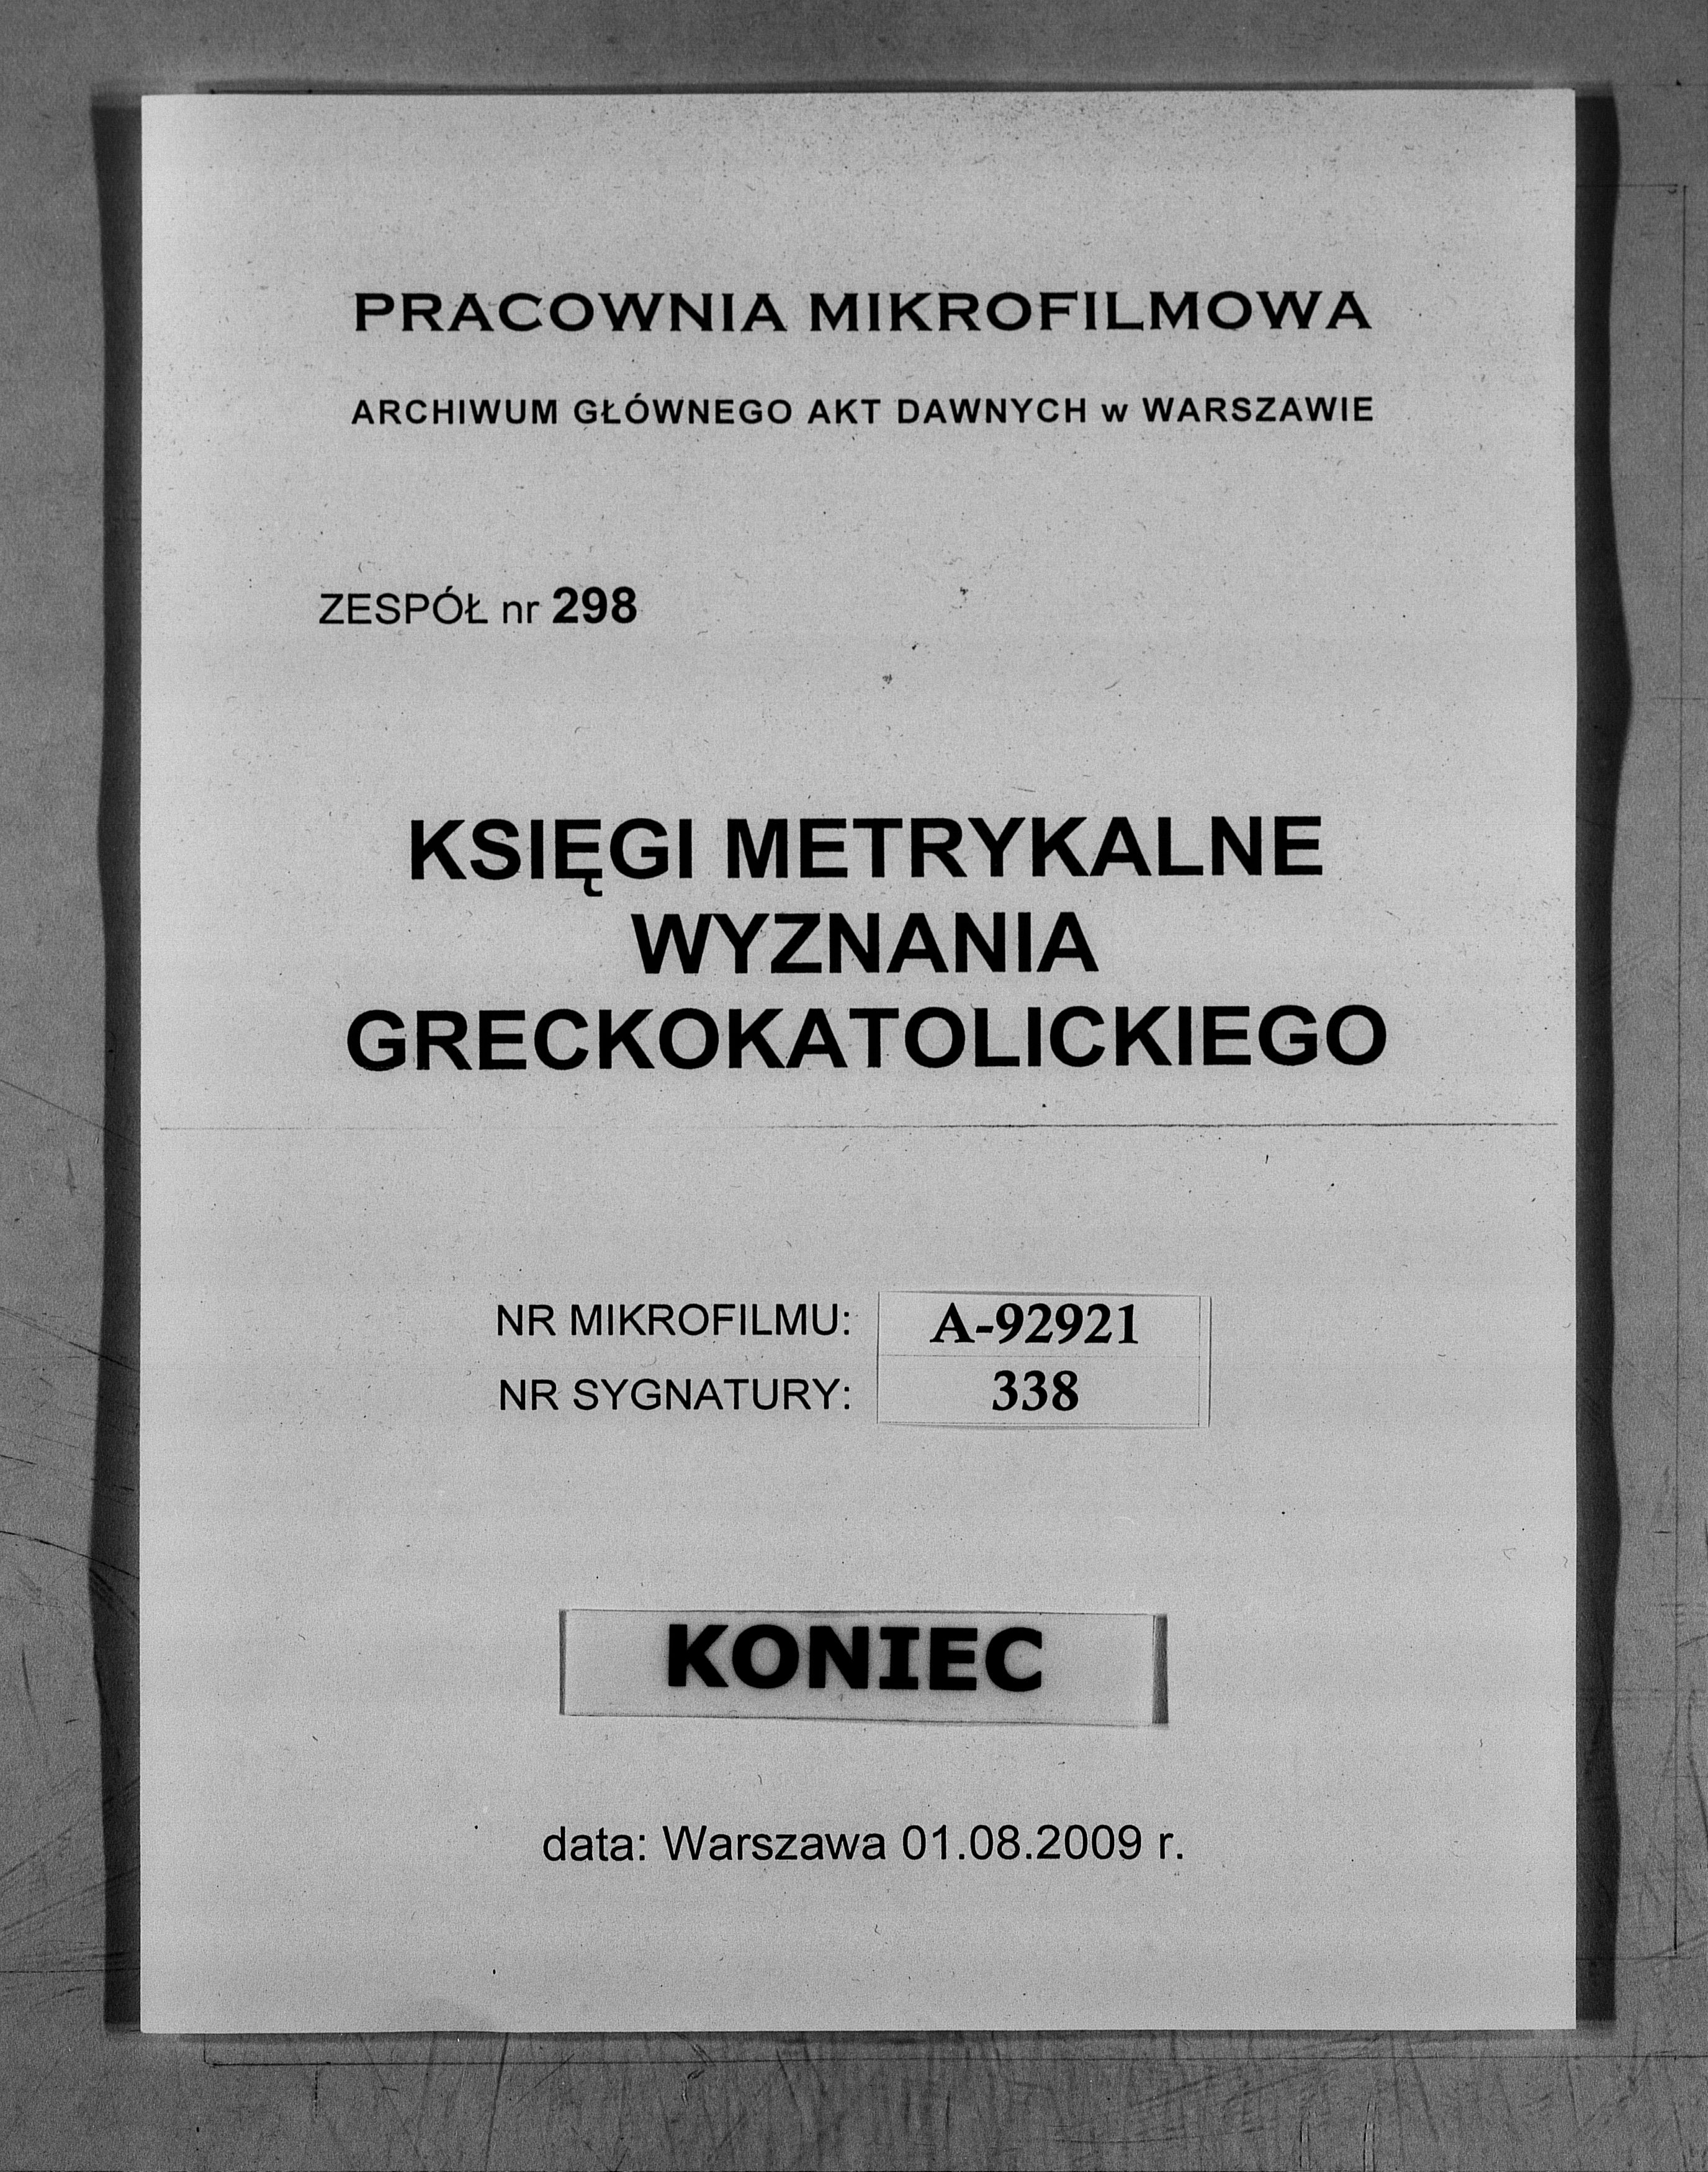 PRACOWNIA MIKROFILMOWA
ARCHIWUM GŁÓWNEGO AKT DAWNYCH w WARSZAWIE
ZESPÓŁ nr 298
KSIĘGI METRYKALNE
WYZNANIA
GRECKOKATOLICKIEGO
NR MIKROFILMU: A-92921
NR SYGNATURY: 338
KONIEC
data: Warszawa 01.08.2009 r.